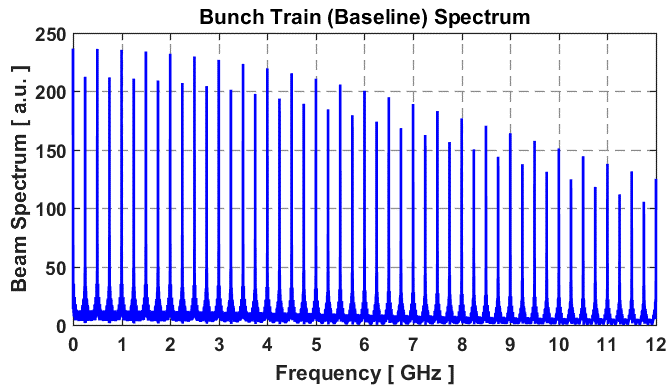 Bunch Train (Baseline) Spectrum
250
200
150
100
50
0
Beam Spectrum [ a.u. ]
0 1 2 3 4 5 6 7 8 9 10 11 12
Frequency [ GHz ]